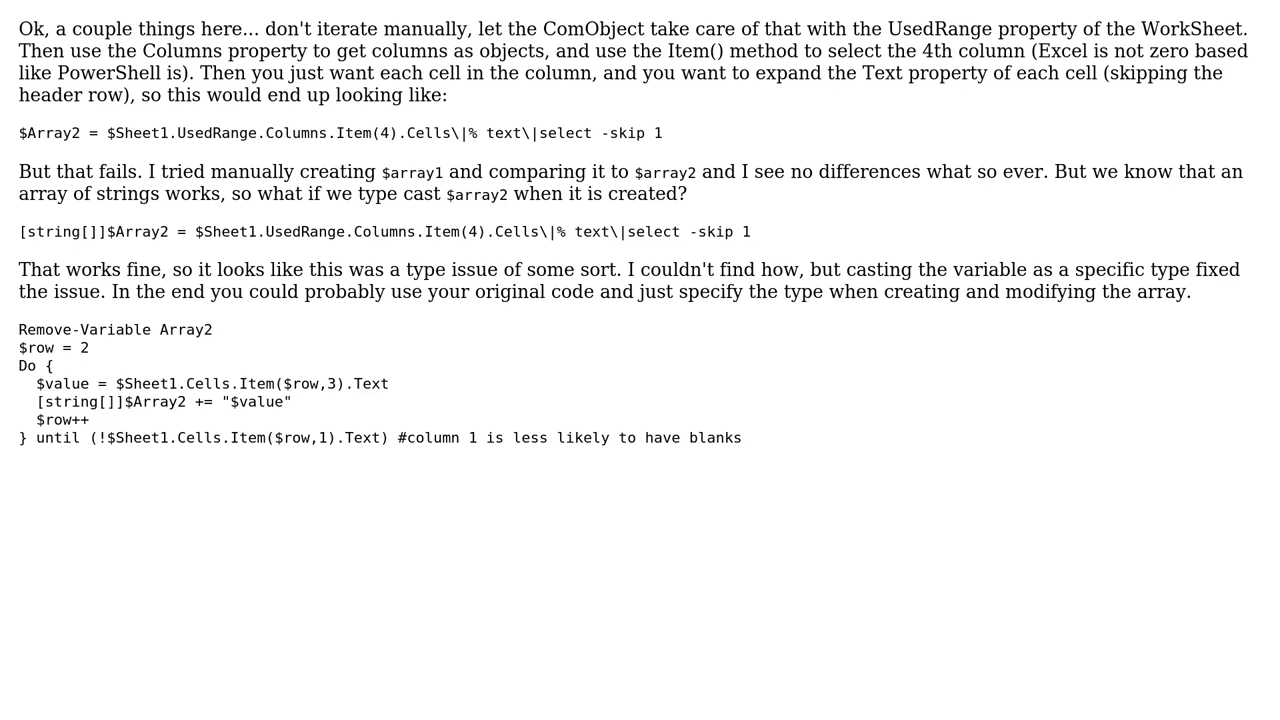 Ok, a couple things here... don't iterate manually, let the ComObject take care of that with the UsedRange property of the WorkSheet.
Then use the Columns property to get columns as objects, and use the Item() method to select the 4th column (Excel is not zero based
like PowerShell is). Then you just want each cell in the column, and you want to expand the Text property of each cell (skipping the
header row), so this would end up looking like:
$Array2 = $Sheet1.UsedRange.Columns.Item(4).Cells\|% text\|select -skip 1
But that fails. I tried manually creating $array1 and comparing it to $array2 and I see no differences what so ever. But we know that an
array of strings works, so what if we type cast $array2 when it is created?
[string[]]$Array2 = $Sheet1.UsedRange.Columns.Item(4).Cells\|% text\|select -skip 1
That works fine, so it looks like this was a type issue of some sort. I couldn't find how, but casting the variable as a specific type fixed
the issue. In the end you could probably use your original code and just specify the type when creating and modifying the array.
Remove-Variable Array2
$row = 2
Do {
  $value = $Sheet1.Cells.Item($row,3).Text
  [string[]]$Array2 += "$value"
  $row++
} until (!$Sheet1.Cells.Item($row,1).Text) #column 1 is less likely to have blanks